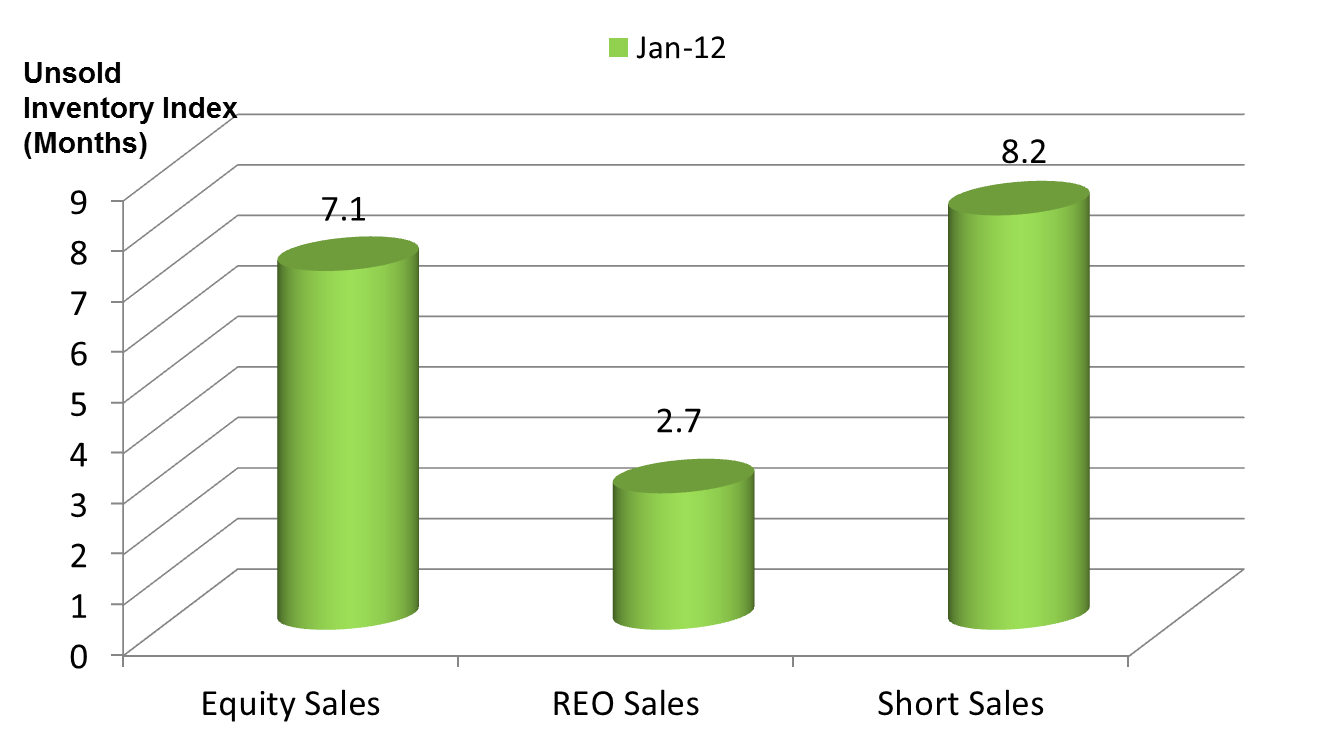 Jan-12
Unsold
Inventory Index
(Months)
9
8
7
6
5
4
3
2
1
0
7.1
2.7
8.2
Equity Sales
REO Sales
Short Sales